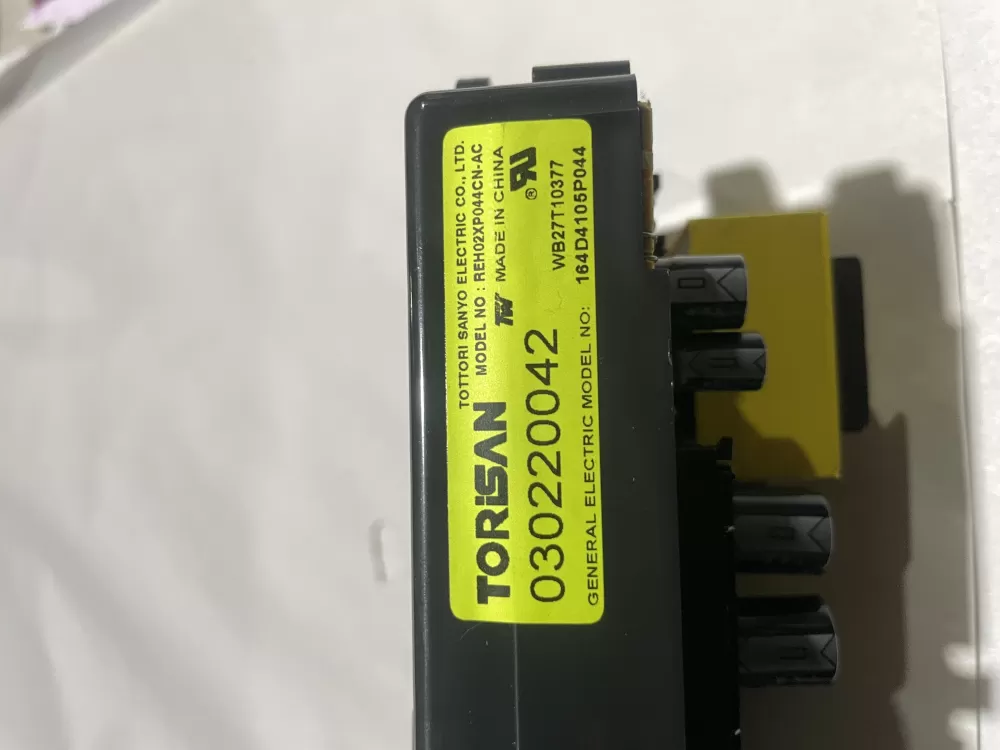 TOTTORI SANYO ELECTRIC CO., LTD.
MODEL NO : REH02XP044CN-AC
TORiSAN
MADE IN CHINA
®
030220042
WB27T10377
GENERAL ELECTRIC MODEL NO: 164D4105P044